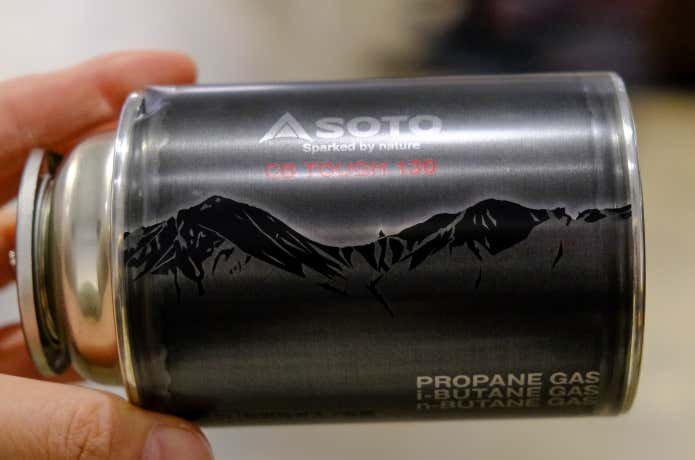 SOTO
Sparked by nature
CB TOUGH 130
PROPANE GAS
i-BUTANE GAS
n-BUTANE GAS